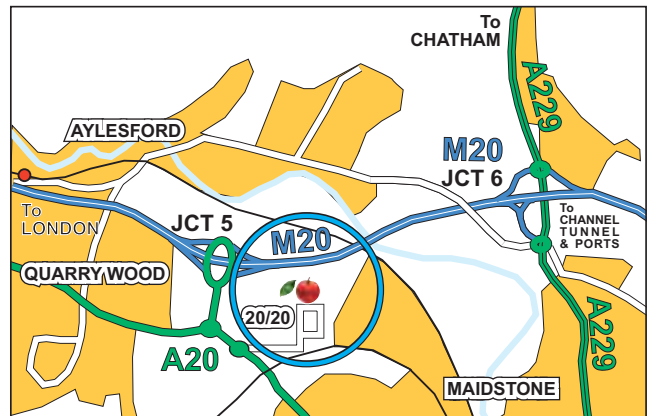 To
CHATHAM
A229
AYLESFORD
M20
JCT 6
To
LONDON
JCT 5
M20
To
CHANNEL
TUNNEL
& PORTS
QUARRY WOOD
20/20
A20
A229
MAIDSTONE